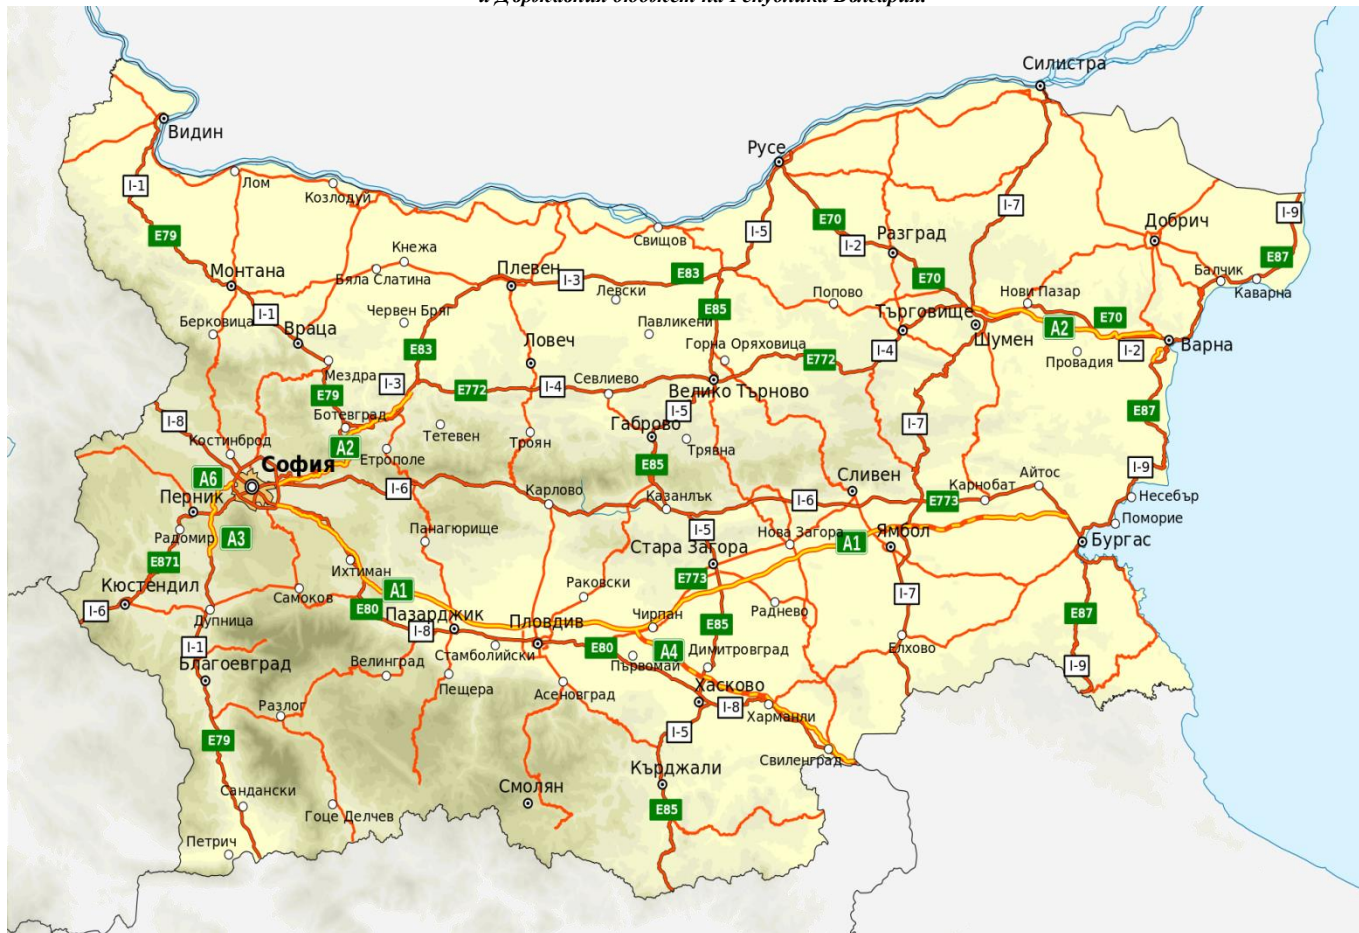 и Държавния бюджет на Република България.
Силистра
Видин
Русе
I-1
Лом
Козлодуй
I-7
I-9
E70
Добрич
E79
Свищов
I-5
I-2
Разград
Кнежа
E87
Монтана
Бяла Слатина
Плевен
I-3
E83
E70
Балчик
Каварна
Левски
Попово
Нови Пазар
I-1
Червен Бряг
E85
Търговище
E70
Берковица
Враца
Павликени
A2
Шумен
Варна
Ловеч
Горна Оряховица
I-4
I-2
E83
E772
Провадия
Мездра
I-3
E772
I-4
Севлиево
Велико Търново
E79
Ботевград
I-5
E87
I-8
Габрово
I-7
Костинброд
A2
Тетевен
Троян
Трявна
Етрополе
E85
София
I-9
A6
I-6
Сливен
Айтос
Перник
Карлово
Казанлък
I-6
E773
Карнобат
Несебър
Панагюрище
I-5
Нова Загора
Ямбол
Поморие
Радомир
A3
Стара Загора
A1
Бургас
E871
Ихтиман
Кюстендил
A1
Раковски
E773
I-6
Самоков
E80
Пазарджик
Чирпан
Раднево
I-7
E87
Дупница
I-8
Пловдив
E85
I-1
Стамболийски
E80
A4
Димитровград
Елхово
Благоевград
Велинград
Първомай
I-9
Пещера
Асеновград
Хасково
Разлог
I-8
Харманли
E79
I-5
Свиленград
Кърджали
Сандански
Смолян
Гоце Делчев
E85
Петрич